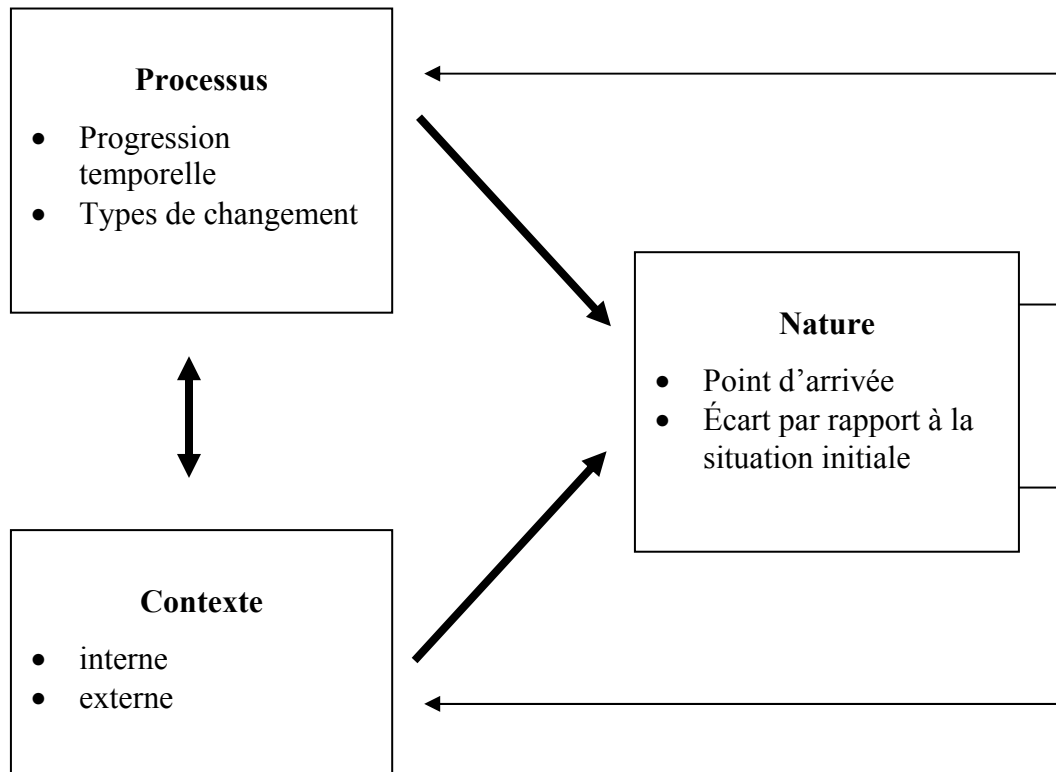 Processus
• Progression
temporelle
• Types de changement
Nature
• Point d’arrivée
• Écart par rapport à la
situation initiale
Contexte
• interne
• externe